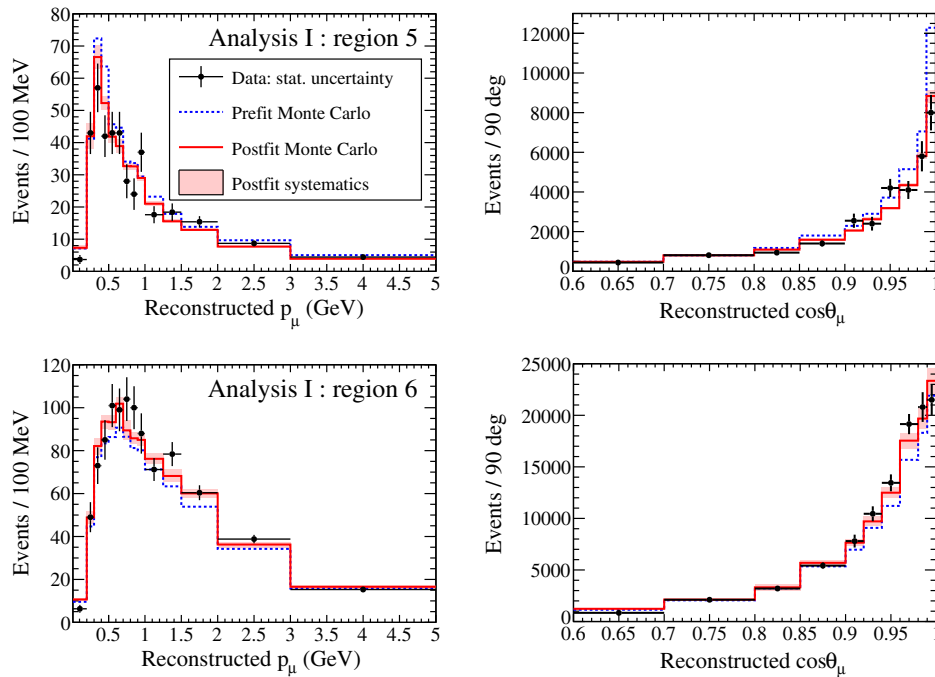 Analysis I : region 5
Data: stat. uncertainty
Prefit Monte Carlo
Postfit Monte Carlo
Postfit systematics
Events / 100 MeV
80
70
60
50
40
30
20
10
0
0.5 1 1.5 2 2.5 3 3.5 4 4.5 5
Reconstructed pμ (GeV)
Events / 90 deg
12000
10000
8000
6000
4000
2000
0
0.6 0.65 0.7 0.75 0.8 0.85 0.9 0.95 1
Reconstructed cosθμ
Analysis I : region 6
Events / 100 MeV
120
100
80
60
40
20
0
0.5 1 1.5 2 2.5 3 3.5 4 4.5 5
Reconstructed pμ (GeV)
Events / 90 deg
25000
20000
15000
10000
5000
0
0.6 0.65 0.7 0.75 0.8 0.85 0.9 0.95 1
Reconstructed cosθμ